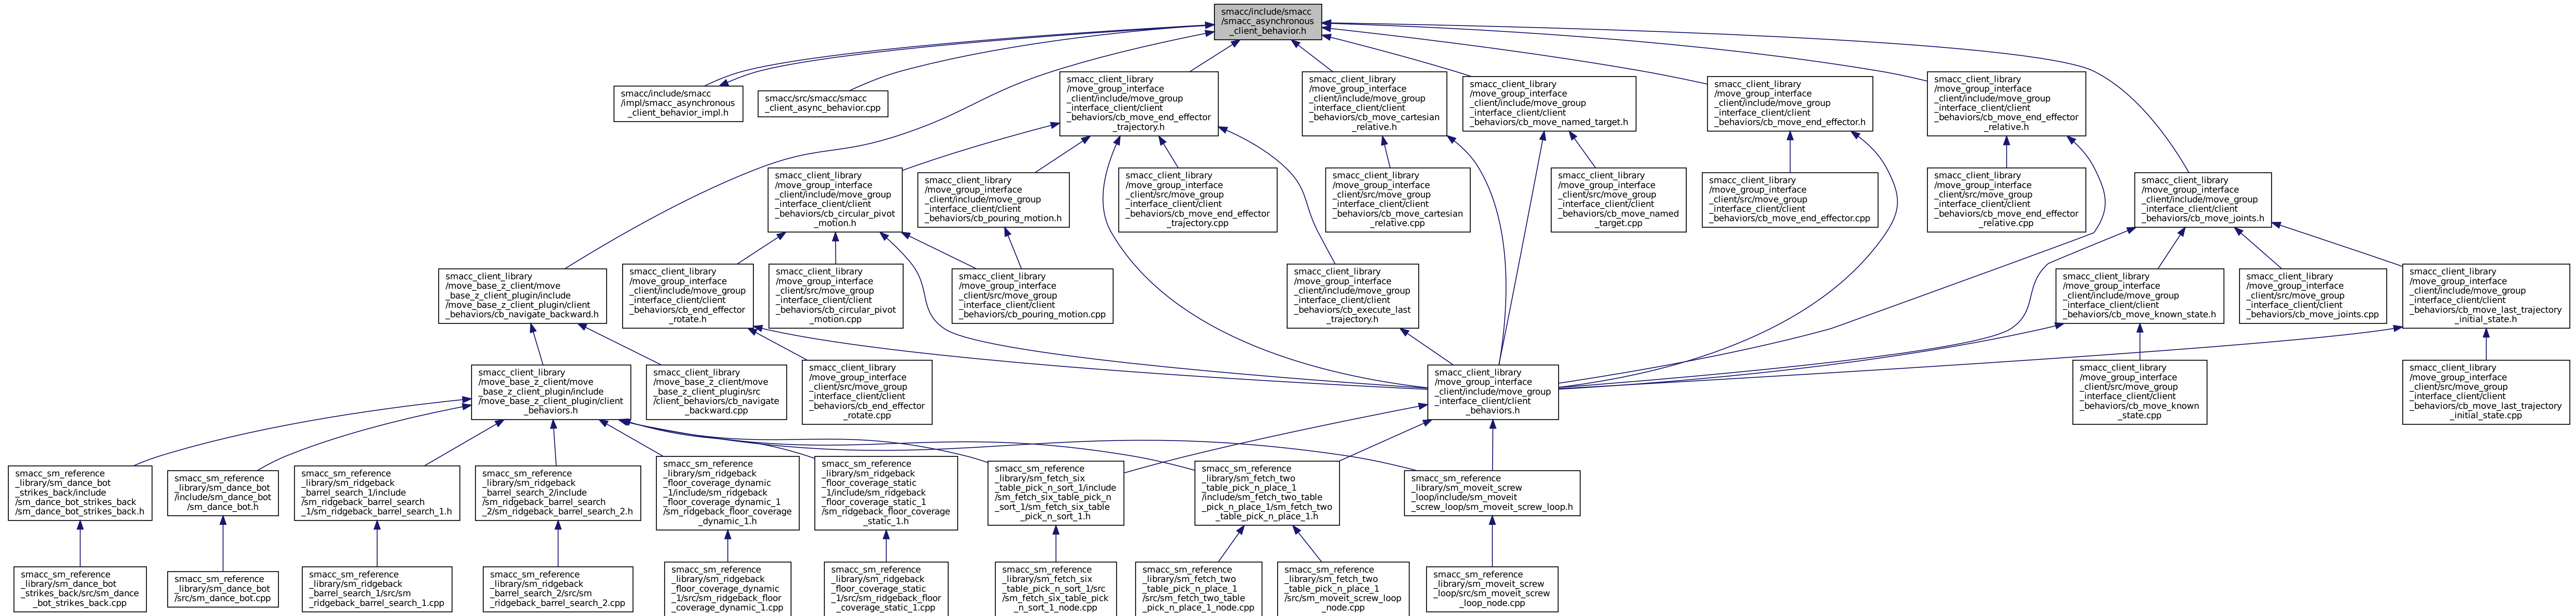 smacc/include/smacc
/smacc_asynchronous
_client_behavior.h
smacc/include/smacc
/impl/smacc_asynchronous
_client_behavior_impl.h
smacc/src/smacc/smacc
_client_async_behavior.cpp
smacc_client_library
/move_group_interface
_client/include/move_group
_interface_client/client
_behaviors/cb_move_end_effector
_trajectory.h
smacc_client_library
/move_group_interface
_client/include/move_group
_interface_client/client
_behaviors/cb_move_cartesian
_relative.h
smacc_client_library
/move_group_interface
_client/include/move_group
_interface_client/client
_behaviors/cb_move_named_target.h
smacc_client_library
/move_group_interface
_client/include/move_group
_interface_client/client
_behaviors/cb_move_end_effector.h
smacc_client_library
/move_group_interface
_client/include/move_group
_interface_client/client
_behaviors/cb_move_end_effector
_relative.h
smacc_client_library
/move_group_interface
_client/include/move_group
_interface_client/client
_behaviors/cb_circular_pivot
_motion.h
smacc_client_library
/move_group_interface
_client/include/move_group
_interface_client/client
_behaviors/cb_pouring_motion.h
smacc_client_library
/move_group_interface
_client/src/move_group
_interface_client/client
_behaviors/cb_move_end_effector
_trajectory.cpp
smacc_client_library
/move_group_interface
_client/src/move_group
_interface_client/client
_behaviors/cb_move_cartesian
_relative.cpp
smacc_client_library
/move_group_interface
_client/src/move_group
_interface_client/client
_behaviors/cb_move_named
_target.cpp
smacc_client_library
/move_group_interface
_client/src/move_group
_interface_client/client
_behaviors/cb_move_end_effector.cpp
smacc_client_library
/move_group_interface
_client/src/move_group
_interface_client/client
_behaviors/cb_move_end_effector
_relative.cpp
smacc_client_library
/move_group_interface
_client/include/move_group
_interface_client/client
_behaviors/cb_move_joints.h
smacc_client_library
/move_base_z_client/move
_base_z_client_plugin/include
/move_base_z_client_plugin/client
_behaviors/cb_navigate_backward.h
smacc_client_library
/move_group_interface
_client/include/move_group
_interface_client/client
_behaviors/cb_end_effector
_rotate.h
smacc_client_library
/move_group_interface
_client/src/move_group
_interface_client/client
_behaviors/cb_circular_pivot
_motion.cpp
smacc_client_library
/move_group_interface
_client/src/move_group
_interface_client/client
_behaviors/cb_pouring_motion.cpp
smacc_client_library
/move_group_interface
_client/include/move_group
_interface_client/client
_behaviors/cb_execute_last
_trajectory.h
smacc_client_library
/move_group_interface
_client/include/move_group
_interface_client/client
_behaviors/cb_move_known_state.h
smacc_client_library
/move_group_interface
_client/src/move_group
_interface_client/client
_behaviors/cb_move_joints.cpp
smacc_client_library
/move_group_interface
_client/include/move_group
_interface_client/client
_behaviors/cb_move_last_trajectory
_initial_state.h
smacc_client_library
/move_base_z_client/move
_base_z_client_plugin/include
/move_base_z_client_plugin/client
_behaviors.h
smacc_client_library
/move_base_z_client/move
_base_z_client_plugin/src
/client_behaviors/cb_navigate
_backward.cpp
smacc_client_library
/move_group_interface
_client/src/move_group
_interface_client/client
_behaviors/cb_end_effector
_rotate.cpp
smacc_client_library
/move_group_interface
_client/include/move_group
_interface_client/client
_behaviors.h
smacc_client_library
/move_group_interface
_client/src/move_group
_interface_client/client
_behaviors/cb_move_known
_state.cpp
smacc_client_library
/move_group_interface
_client/src/move_group
_interface_client/client
_behaviors/cb_move_last_trajectory
_initial_state.cpp
smacc_sm_reference
_library/sm_dance_bot
_strikes_back/include
/sm_dance_bot_strikes_back
/sm_dance_bot_strikes_back.h
smacc_sm_reference
_library/sm_dance_bot
/include/sm_dance_bot
/sm_dance_bot.h
smacc_sm_reference
_library/sm_ridgeback
_barrel_search_1/include
/sm_ridgeback_barrel_search
_1/sm_ridgeback_barrel_search_1.h
smacc_sm_reference
_library/sm_ridgeback
_barrel_search_2/include
/sm_ridgeback_barrel_search
_2/sm_ridgeback_barrel_search_2.h
smacc_sm_reference
_library/sm_ridgeback
_floor_coverage_dynamic
_1/include/sm_ridgeback
_floor_coverage_dynamic_1
/sm_ridgeback_floor_coverage
_dynamic_1.h
smacc_sm_reference
_library/sm_ridgeback
_floor_coverage_static
_1/include/sm_ridgeback
_floor_coverage_static_1
/sm_ridgeback_floor_coverage
_static_1.h
smacc_sm_reference
_library/sm_fetch_six
_table_pick_n_sort_1/include
/sm_fetch_six_table_pick_n
_sort_1/sm_fetch_six_table
_pick_n_sort_1.h
smacc_sm_reference
_library/sm_fetch_two
_table_pick_n_place_1
/include/sm_fetch_two_table
_pick_n_place_1/sm_fetch_two
_table_pick_n_place_1.h
smacc_sm_reference
_library/sm_moveit_screw
_loop/include/sm_moveit
_screw_loop/sm_moveit_screw_loop.h
smacc_sm_reference
_library/sm_dance_bot
_strikes_back/src/sm_dance
_bot_strikes_back.cpp
smacc_sm_reference
_library/sm_dance_bot
/src/sm_dance_bot.cpp
smacc_sm_reference
_library/sm_ridgeback
_barrel_search_1/src/sm
_ridgeback_barrel_search_1.cpp
smacc_sm_reference
_library/sm_ridgeback
_barrel_search_2/src/sm
_ridgeback_barrel_search_2.cpp
smacc_sm_reference
_library/sm_ridgeback
_floor_coverage_dynamic
_1/src/sm_ridgeback_floor
_coverage_dynamic_1.cpp
smacc_sm_reference
_library/sm_ridgeback
_floor_coverage_static
_1/src/sm_ridgeback_floor
_coverage_static_1.cpp
smacc_sm_reference
_library/sm_fetch_six
_table_pick_n_sort_1/src
/sm_fetch_six_table_pick
_n_sort_1_node.cpp
smacc_sm_reference
_library/sm_fetch_two
_table_pick_n_place_1
/src/sm_fetch_two_table
_pick_n_place_1_node.cpp
smacc_sm_reference
_library/sm_fetch_two
_table_pick_n_place_1
/src/sm_moveit_screw_loop
_node.cpp
smacc_sm_reference
_library/sm_moveit_screw
_loop/src/sm_moveit_screw
_loop_node.cpp